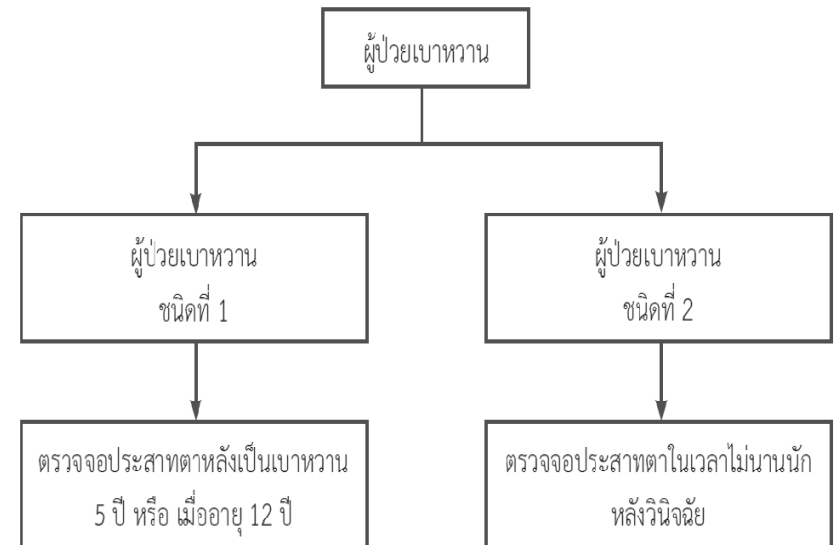 ผู้ป่วยเบาหวาน
ผู้ป่วยเบาหวาน
ชนิดที่ 1
ผู้ป่วยเบาหวาน
ชนิดที่ 2
ตรวจจอประสาทตาหลังเป็นเบาหวาน
5 ปี หรือ เมื่ออายุ 12 ปี
ตรวจจอประสาทตาในเวลาไม่นานนัก
หลังวินิจฉัย